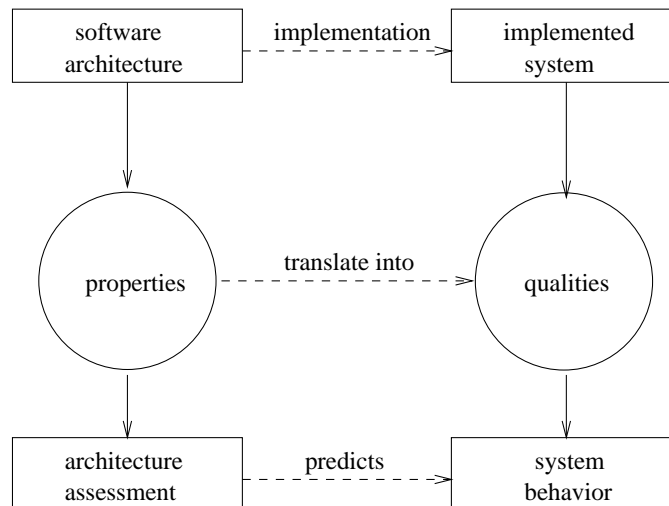 software
architecture
implementation
implemented
system
properties
translate into
qualities
architecture
assessment
predicts
system
behavior